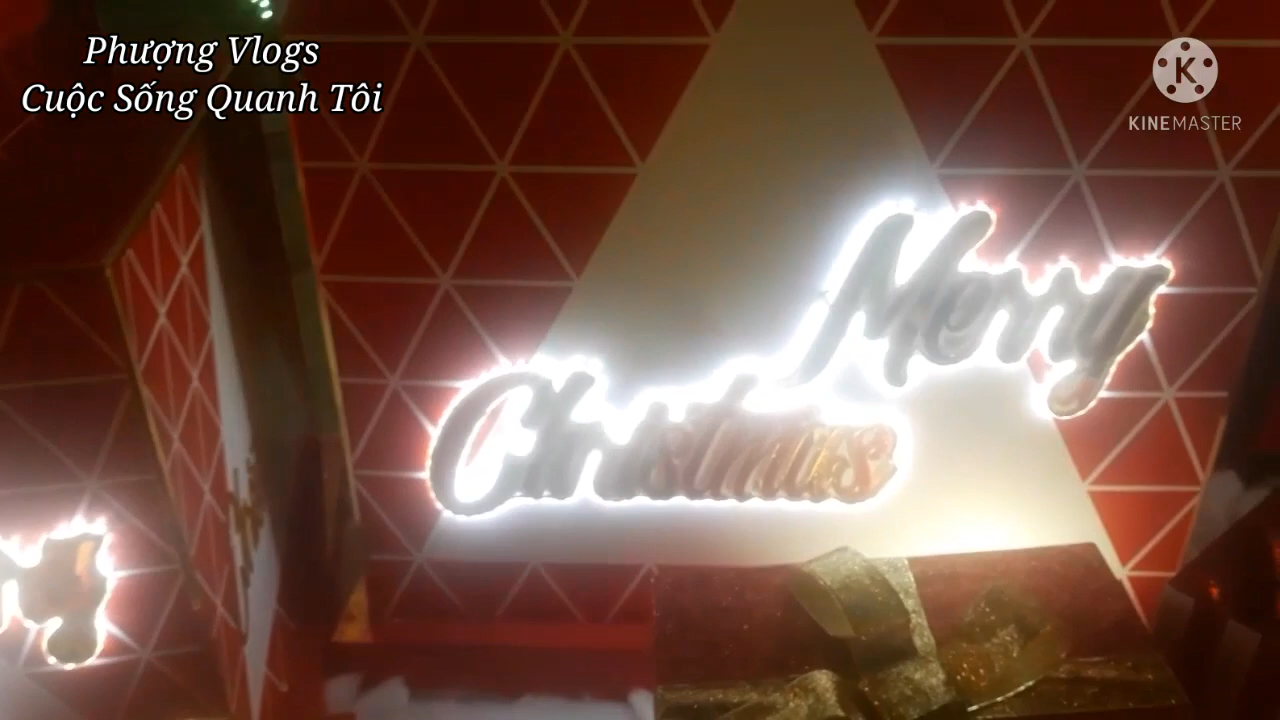 Phượng Vlogs
Cuộc Sống Quanh Tôi
K
KINEMASTER
Merry
Christmas